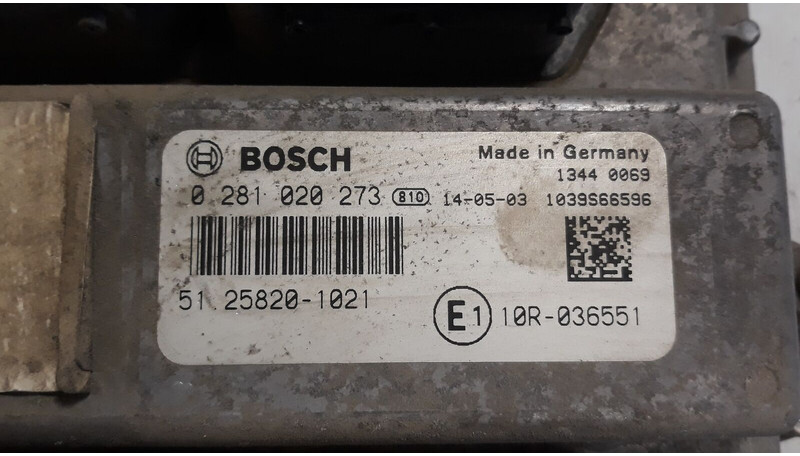 BOSCH
Made in Germany
1344 0069
0 281 020 273 810 14-05-03 1039S66596
51.25820-1021
E1 10R-036551